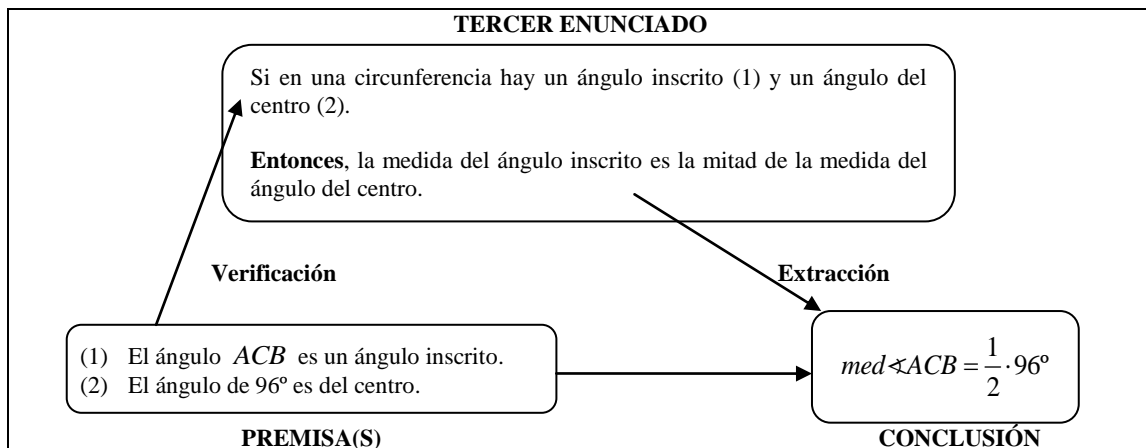 TERCER ENUNCIADO
Si en una circunferencia hay un ángulo inscrito (1) y un ángulo del
centro (2).
Entonces, la medida del ángulo inscrito es la mitad de la medida del
ángulo del centro.
Verificación
Extracción
(1) El ángulo ACB es un ángulo inscrito.
(2) El ángulo de 96º es del centro.
med∢ACB = 1/2 · 96º
PREMISA(S)
CONCLUSIÓN